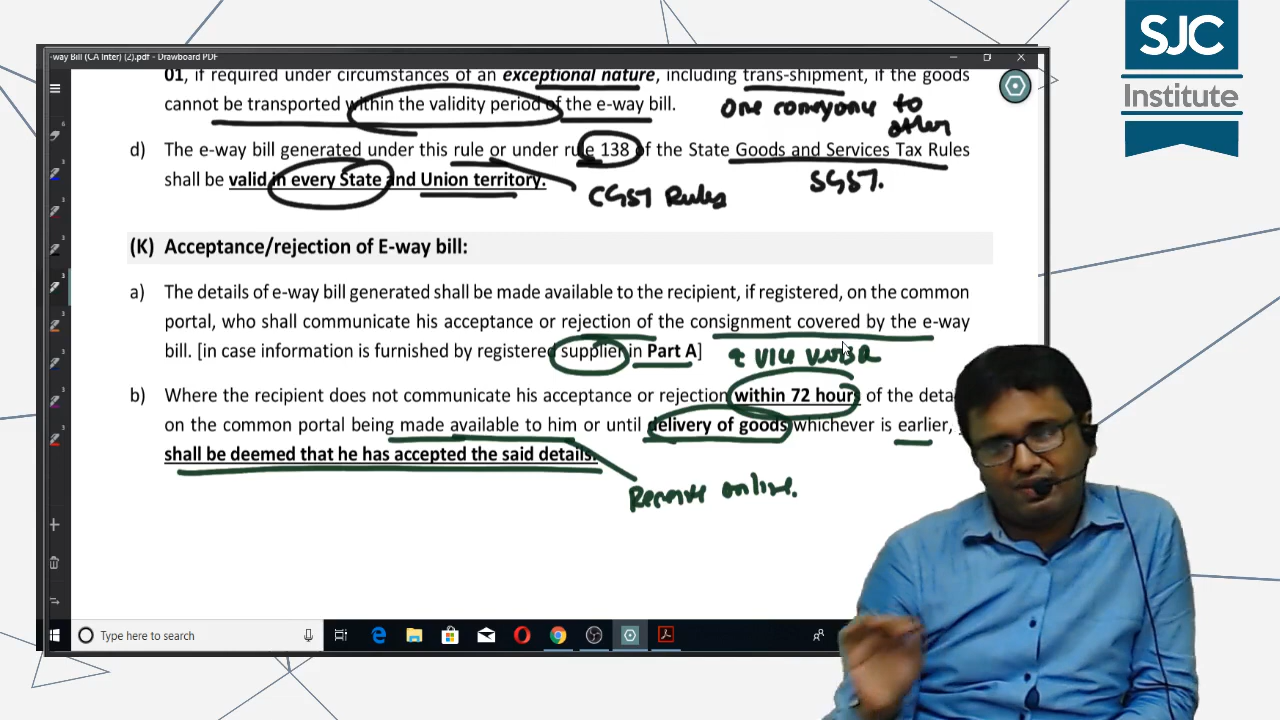 SJC
Institute
-way Bill (CA Inter) (2).pdf - Drawboard PDF
01, if required under circumstances of an exceptional nature, including trans-shipment, if the goods
cannot be transported within the validity period of the e-way bill.
one conveyance to
other
d) The e-way bill generated under this rule or under rule 138 of the State Goods and Services Tax Rules
shall be valid in every State and Union territory.
CGST Rules
SGST.
(K) Acceptance/rejection of E-way bill:
a) The details of e-way bill generated shall be made available to the recipient, if registered, on the common
portal, who shall communicate his acceptance or rejection of the consignment covered by the e-way
bill. [in case information is furnished by registered supplier in Part A]
& vice versa
b) Where the recipient does not communicate his acceptance or rejection within 72 hours of the deta
on the common portal being made available to him or until delivery of goods whichever is earlier,
shall be deemed that he has accepted the said details.
Receive online.
Type here to search